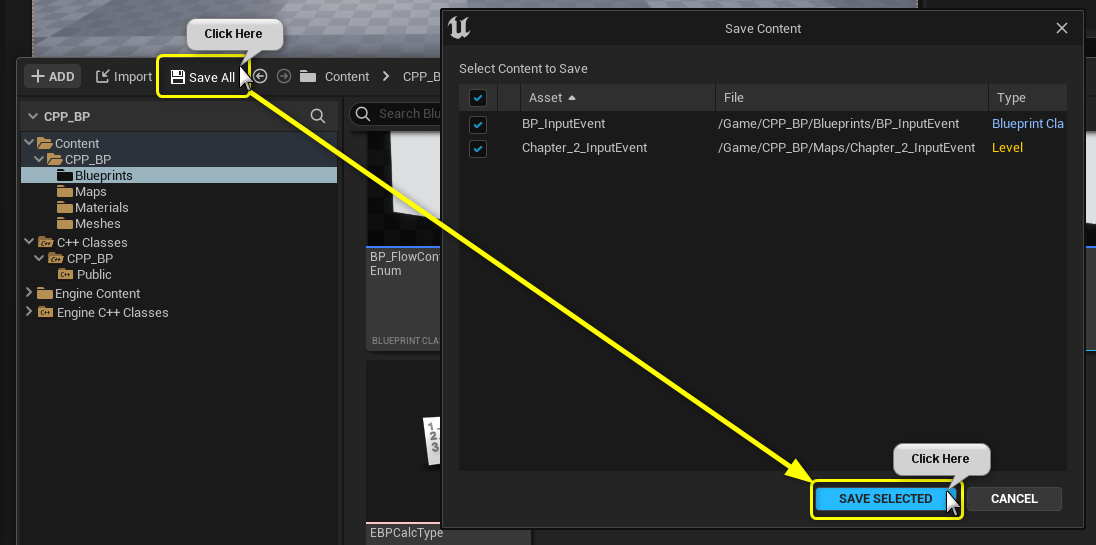 Click Here
ADD
Import
Save All
Content
CPP_B
CPP_BP
Search Blu
Content
CPP_BP
Blueprints
Maps
Materials
Meshes
C++ Classes
CPP_BP
Public
Engine Content
Engine C++ Classes
BP_FlowCont
Enum
BLUEPRINT CLAS
EBPCalcType
Save Content
Select Content to Save
Asset File Type
BP_InputEvent /Game/CPP_BP/Blueprints/BP_InputEvent Blueprint Cla
Chapter_2_InputEvent /Game/CPP_BP/Maps/Chapter_2_InputEvent Level
Click Here
SAVE SELECTED CANCEL